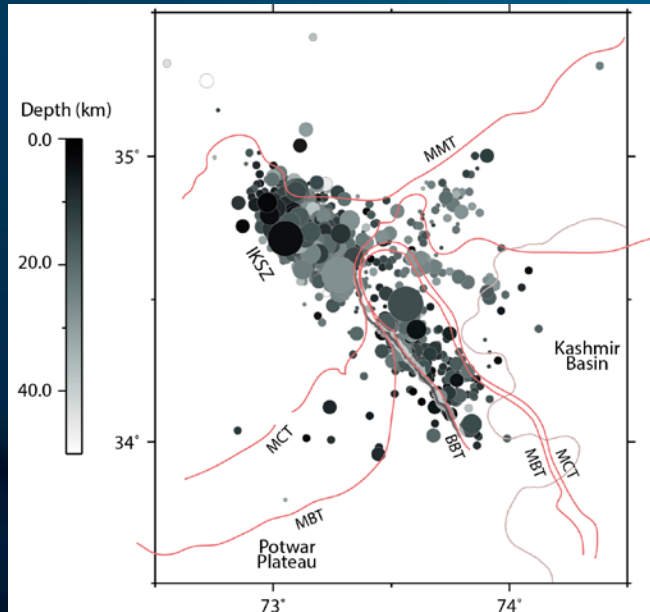 Depth (km)
0.0
20.0
40.0
35°
34°
73°
74°
MMT
IKSZ
Kashmir
Basin
MCT
BBT
MBT
MCT
MBT
Potwar
Plateau